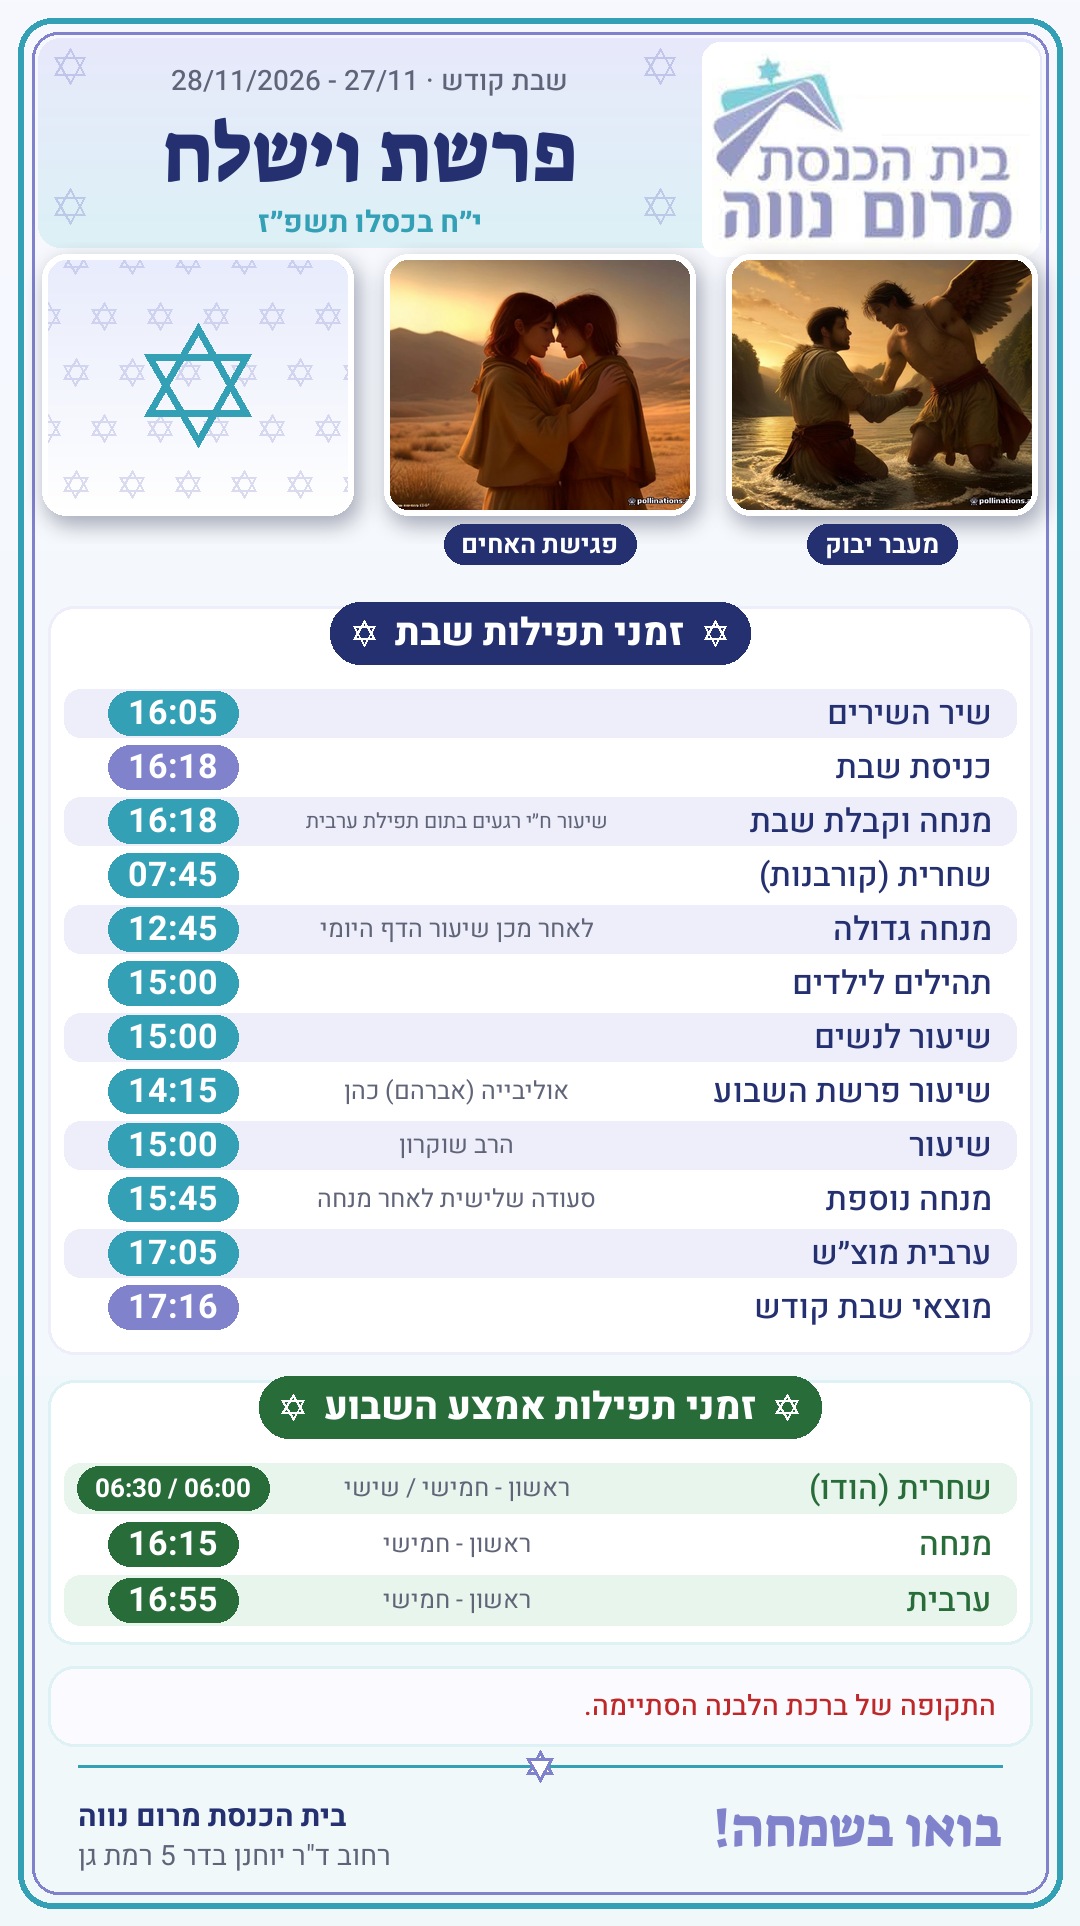 שבת קודש · 27/11 - 28/11/2026
פרשת וישלח
י״ח בכסלו תשפ״ז
בית הכנסת
מרום נווה
pollinations.
pollinations.
מעבר יבוק
פגישת האחים
זמני תפילות שבת
שיר השירים 16:05
כניסת שבת 16:18
מנחה וקבלת שבת שיעור ח״י רגעים בתום תפילת ערבית 16:18
שחרית (קורבנות) 07:45
מנחה גדולה לאחר מכן שיעור הדף היומי 12:45
תהילים לילדים 15:00
שיעור לנשים 15:00
שיעור פרשת השבוע אוליבייה (אברהם) כהן 14:15
שיעור הרב שוקרון 15:00
מנחה נוספת סעודה שלישית לאחר מנחה 15:45
ערבית מוצ״ש 17:05
מוצאי שבת קודש 17:16
זמני תפילות אמצע השבוע
שחרית (הודו) ראשון - חמישי / שישי 06:30 / 06:00
מנחה ראשון - חמישי 16:15
ערבית ראשון - חמישי 16:55
התקופה של ברכת הלבנה הסתיימה.
בואו בשמחה!
בית הכנסת מרום נווה
רחוב ד"ר יוחנן בדר 5 רמת גן